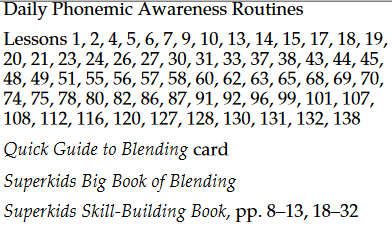 Daily Phonemic Awareness Routines
Lessons 1, 2, 4, 5, 6, 7, 9, 10, 13, 14, 15, 17, 18, 19,
20, 21, 23, 24, 26, 27, 30, 31, 33, 37, 38, 43, 44, 45,
48, 49, 51, 55, 56, 57, 58, 60, 62, 63, 65, 68, 69, 70,
74, 75, 78, 80, 82, 86, 87, 91, 92, 96, 99, 101, 107,
108, 112, 116, 120, 127, 128, 130, 131, 132, 138
Quick Guide to Blending card
Superkids Big Book of Blending
Superkids Skill-Building Book, pp. 8–13, 18–32